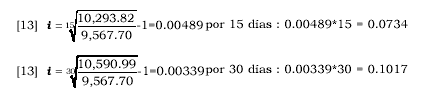 [13] i = 15√10,293.82/9,567.70 -1=0.00489 por 15 días : 0.00489*15 = 0.0734
[13] i = 30√10,590.99/9,567.70 -1=0.00339 por 30 días : 0.00339*30 = 0.1017